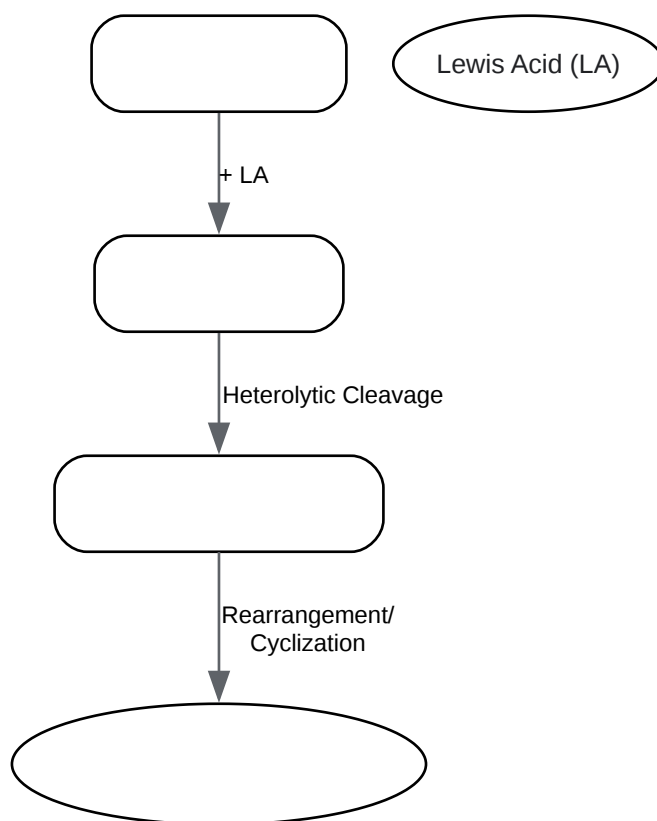 Lewis Acid (LA)
+ LA
Heterolytic Cleavage
Rearrangement/
Cyclization